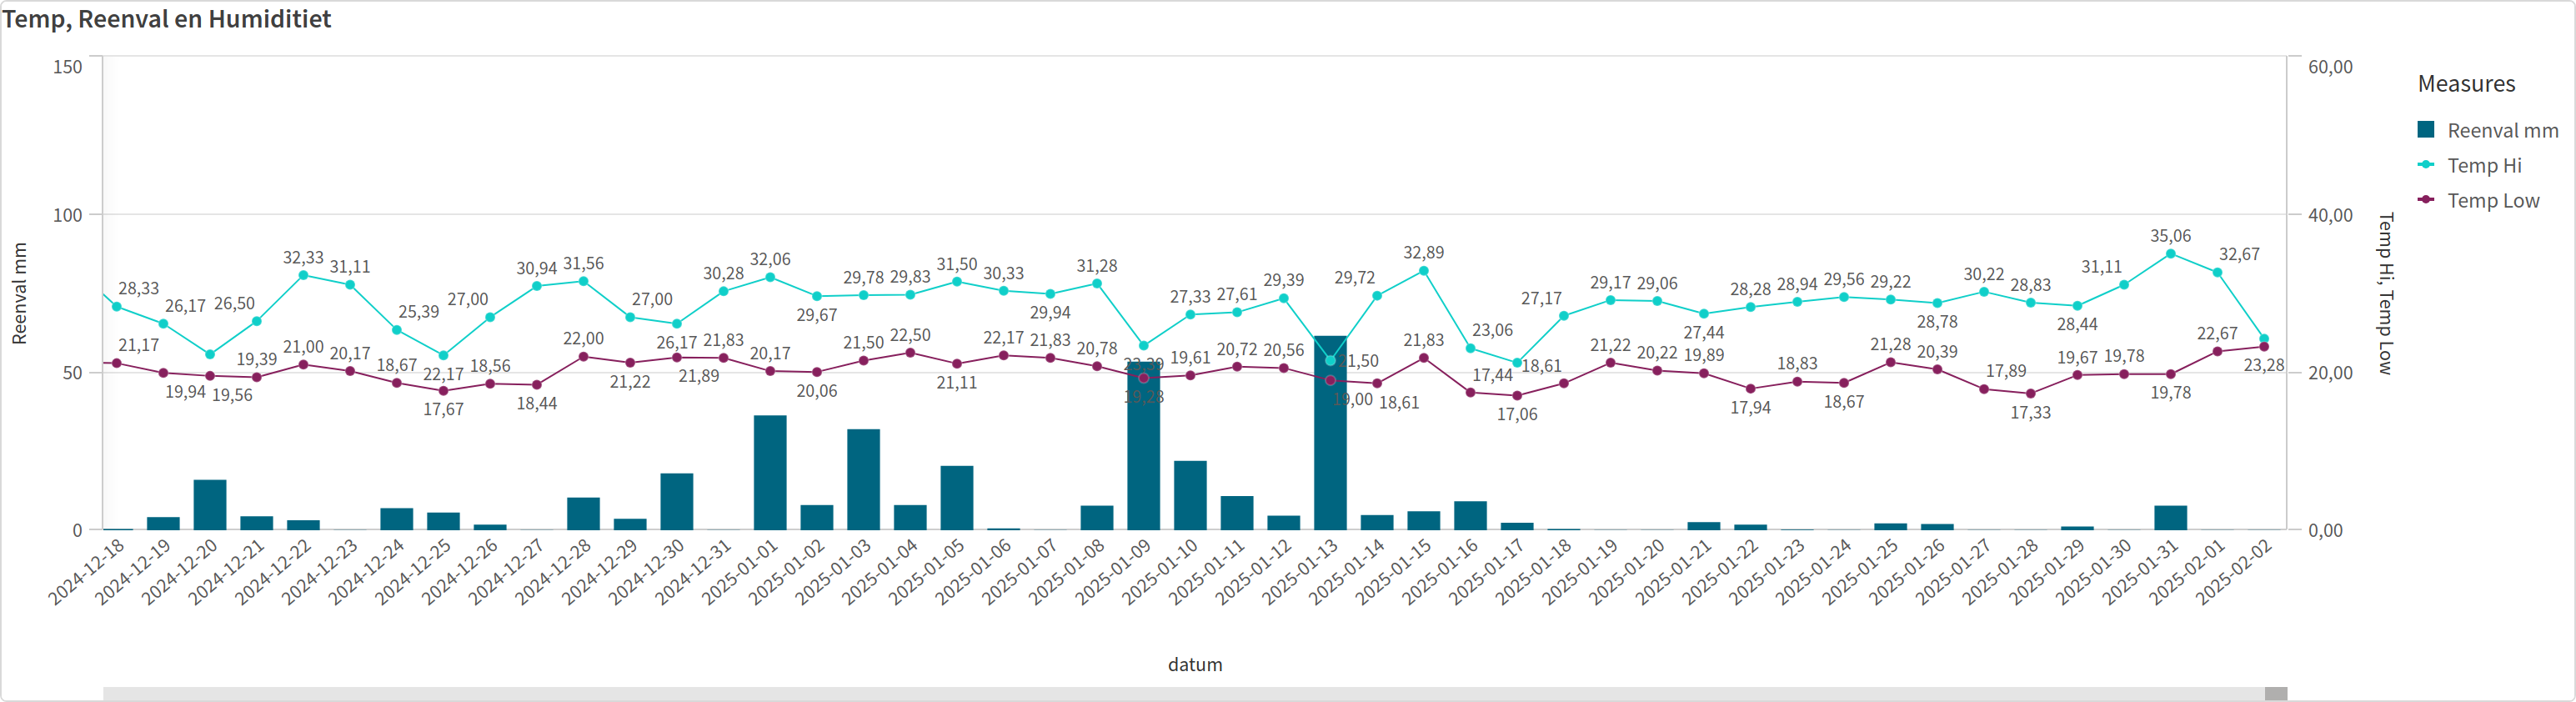 Temp, Reenval en Humiditiet
150
100
50
0
Reenval mm
60,00
40,00
20,00
0,00
Temp Hi, Temp Low
Measures
Reenval mm
Temp Hi
Temp Low
28,33 26,17 26,50 32,33 31,11 25,39 22,17 27,00 30,94 31,56 27,00 26,17 30,28 32,06 29,67 29,78 29,83 31,50 30,33 29,94 31,28 23,39 27,33 27,61 29,39 21,50 29,72 32,89 23,06 27,17 29,17 29,06 27,44 28,28 28,94 29,56 29,22 28,78 30,22 28,83 28,44 31,11 35,06 32,67
21,17 19,94 19,56 19,39 21,00 20,17 18,67 17,67 18,56 18,44 22,00 21,22 21,89 21,83 20,17 20,06 21,50 22,50 21,11 22,17 21,83 20,78 19,61 20,72 20,56 19,00 18,61 21,83 17,44 17,06 18,61 21,22 20,22 19,89 17,94 18,83 18,67 21,28 20,39 17,89 17,33 19,67 19,78 19,78 22,67 23,28
2024-12-18 2024-12-19 2024-12-20 2024-12-21 2024-12-22 2024-12-23 2024-12-24 2024-12-25 2024-12-26 2024-12-27 2024-12-28 2024-12-29 2024-12-30 2024-12-31 2025-01-01 2025-01-02 2025-01-03 2025-01-04 2025-01-05 2025-01-06 2025-01-07 2025-01-08 2025-01-09 2025-01-10 2025-01-11 2025-01-12 2025-01-13 2025-01-14 2025-01-15 2025-01-16 2025-01-17 2025-01-18 2025-01-19 2025-01-20 2025-01-21 2025-01-22 2025-01-23 2025-01-24 2025-01-25 2025-01-26 2025-01-27 2025-01-28 2025-01-29 2025-01-30 2025-01-31 2025-02-01 2025-02-02
datum